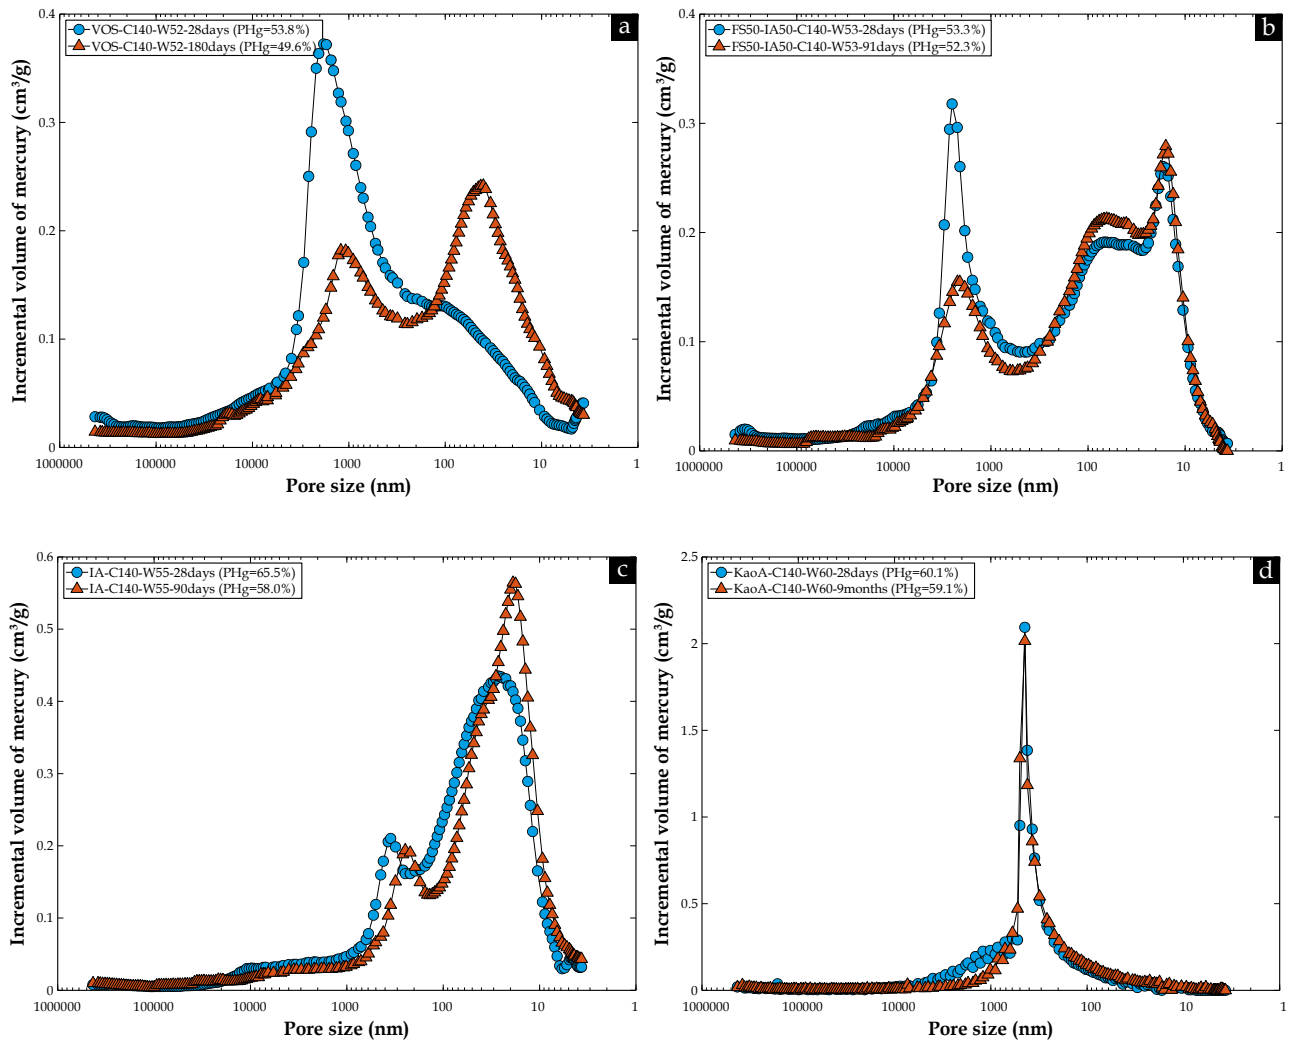 a
VOS-C140-W52-28days (PHg=53.8%)
VOS-C140-W52-180days (PHg=49.6%)
Incremental volume of mercury (cm³/g)
0.4
0.3
0.2
0.1
0
1000000 100000 10000 1000 100 10 1
Pore size (nm)
b
FS50-IA50-C140-W53-28days (PHg=53.3%)
FS50-IA50-C140-W53-91days (PHg=52.3%)
Incremental volume of mercury (cm³/g)
0.4
0.3
0.2
0.1
0
1000000 100000 10000 1000 100 10 1
Pore size (nm)
c
IA-C140-W55-28days (PHg=65.5%)
IA-C140-W55-90days (PHg=58.0%)
Incremental volume of mercury (cm³/g)
0.6
0.5
0.4
0.3
0.2
0.1
0
1000000 100000 10000 1000 100 10 1
Pore size (nm)
d
KaoA-C140-W60-28days (PHg=60.1%)
KaoA-C140-W60-9months (PHg=59.1%)
Incremental volume of mercury (cm³/g)
2.5
2
1.5
1
0.5
0
1000000 100000 10000 1000 100 10 1
Pore size (nm)